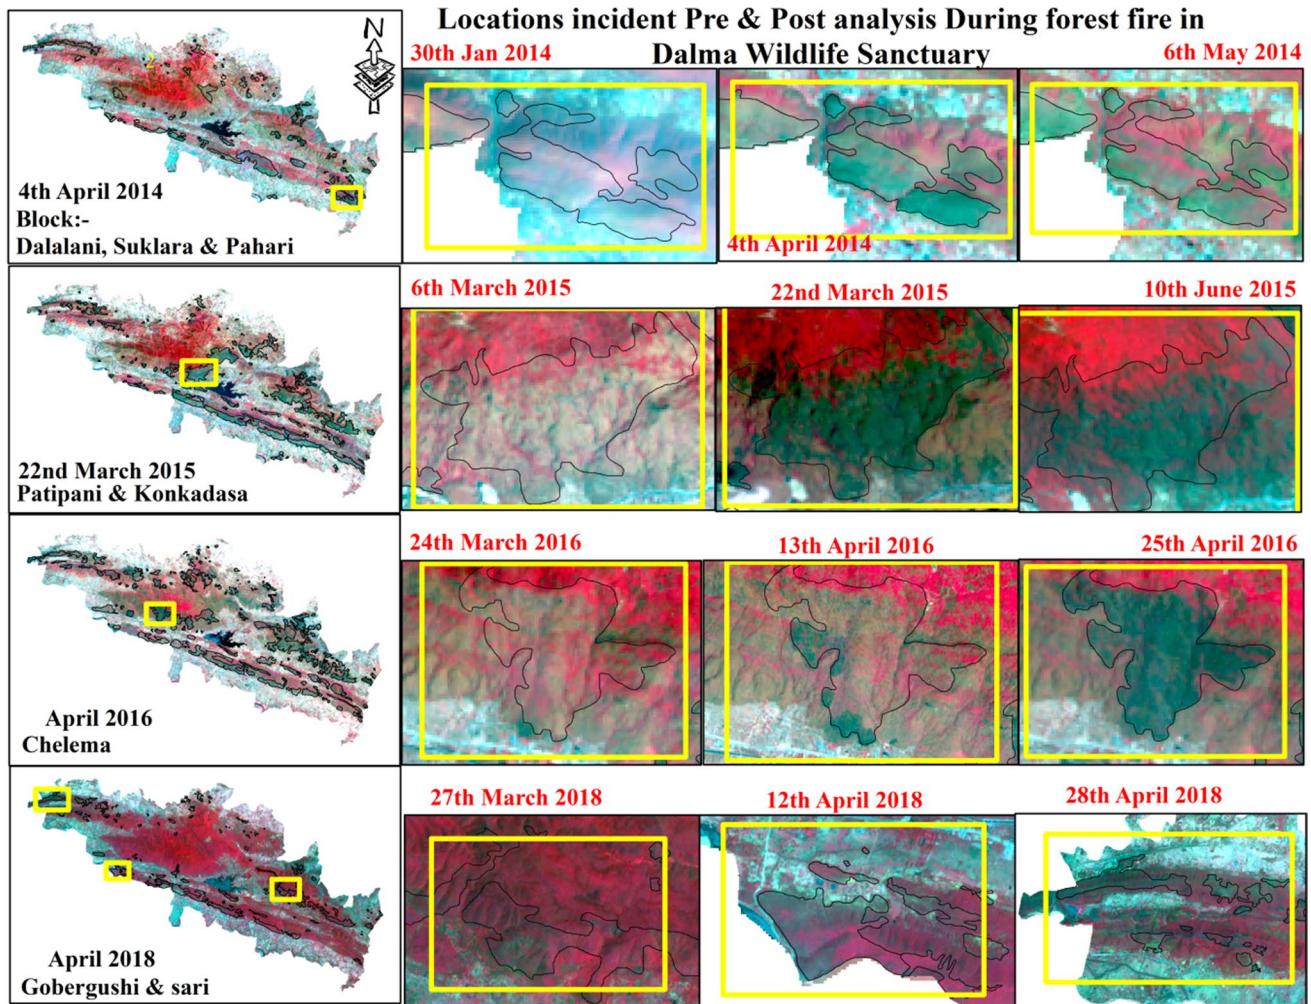 Locations incident Pre & Post analysis During forest fire in
Dalma Wildlife Sanctuary
N
2
4th April 2014
Block:-
Dalalani, Suklara & Pahari
30th Jan 2014
4th April 2014
6th May 2014
22nd March 2015
Patipani & Konkadasa
6th March 2015
22nd March 2015
10th June 2015
April 2016
Chelema
24th March 2016
13th April 2016
25th April 2016
April 2018
Gobergushi & sari
27th March 2018
12th April 2018
28th April 2018